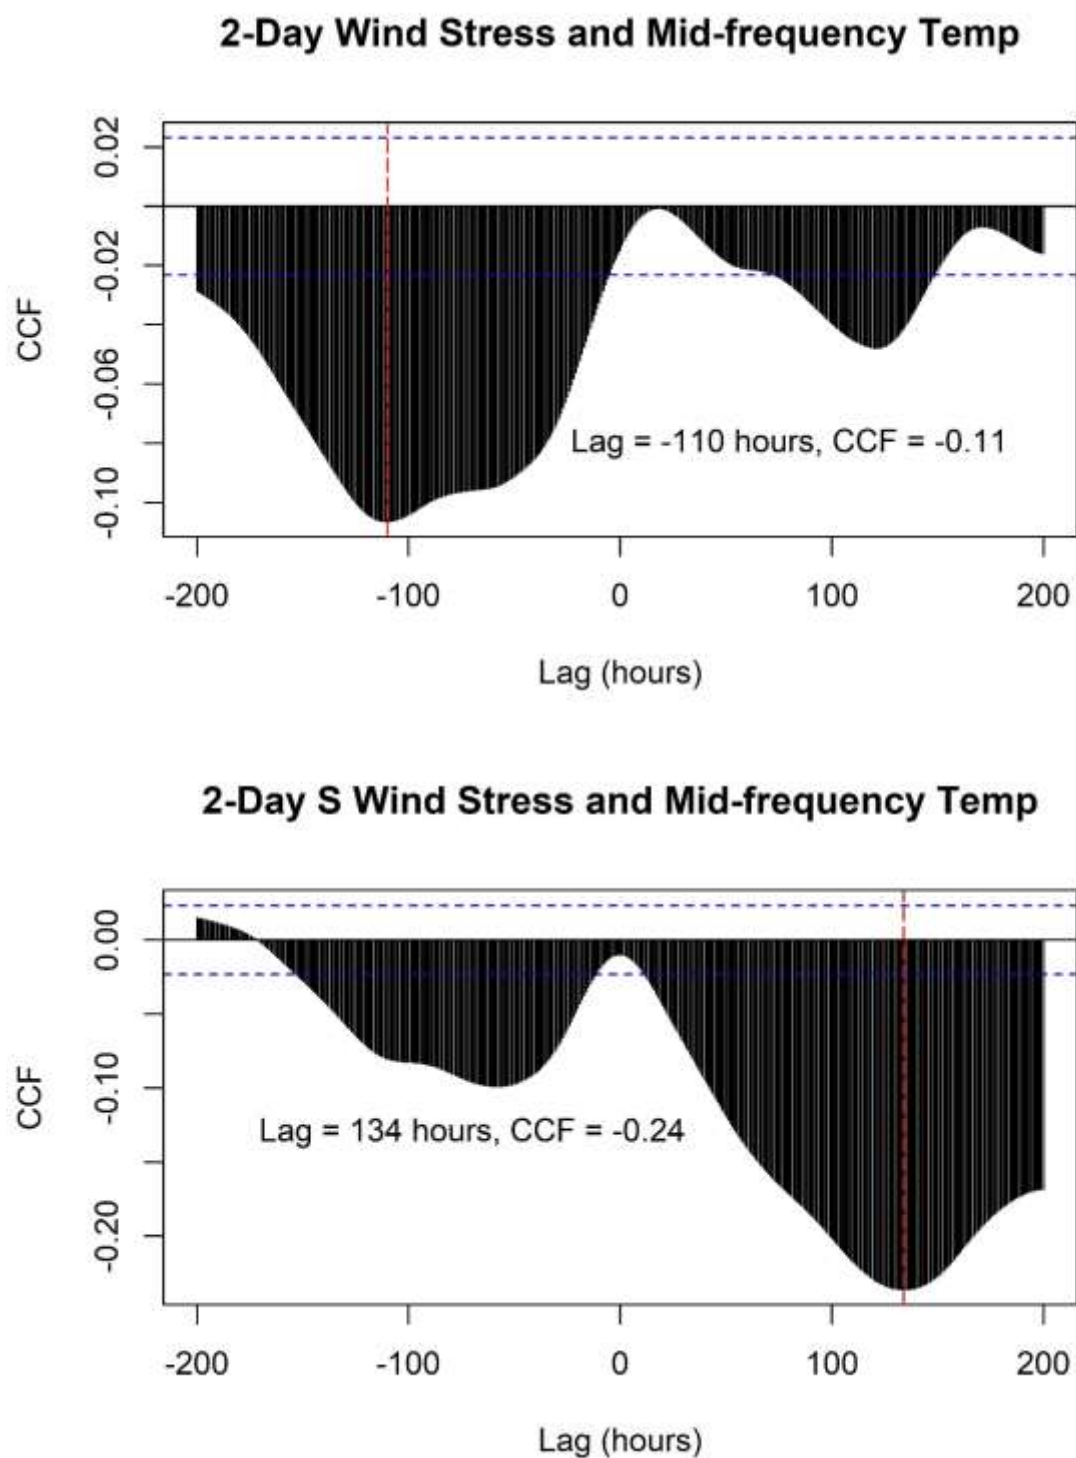 2-Day Wind Stress and Mid-frequency Temp
0.02
-0.02
-0.06
-0.10
CCF
Lag = -110 hours, CCF = -0.11
-200 -100 0 100 200
Lag (hours)
2-Day S Wind Stress and Mid-frequency Temp
0.00
-0.10
-0.20
CCF
Lag = 134 hours, CCF = -0.24
-200 -100 0 100 200
Lag (hours)